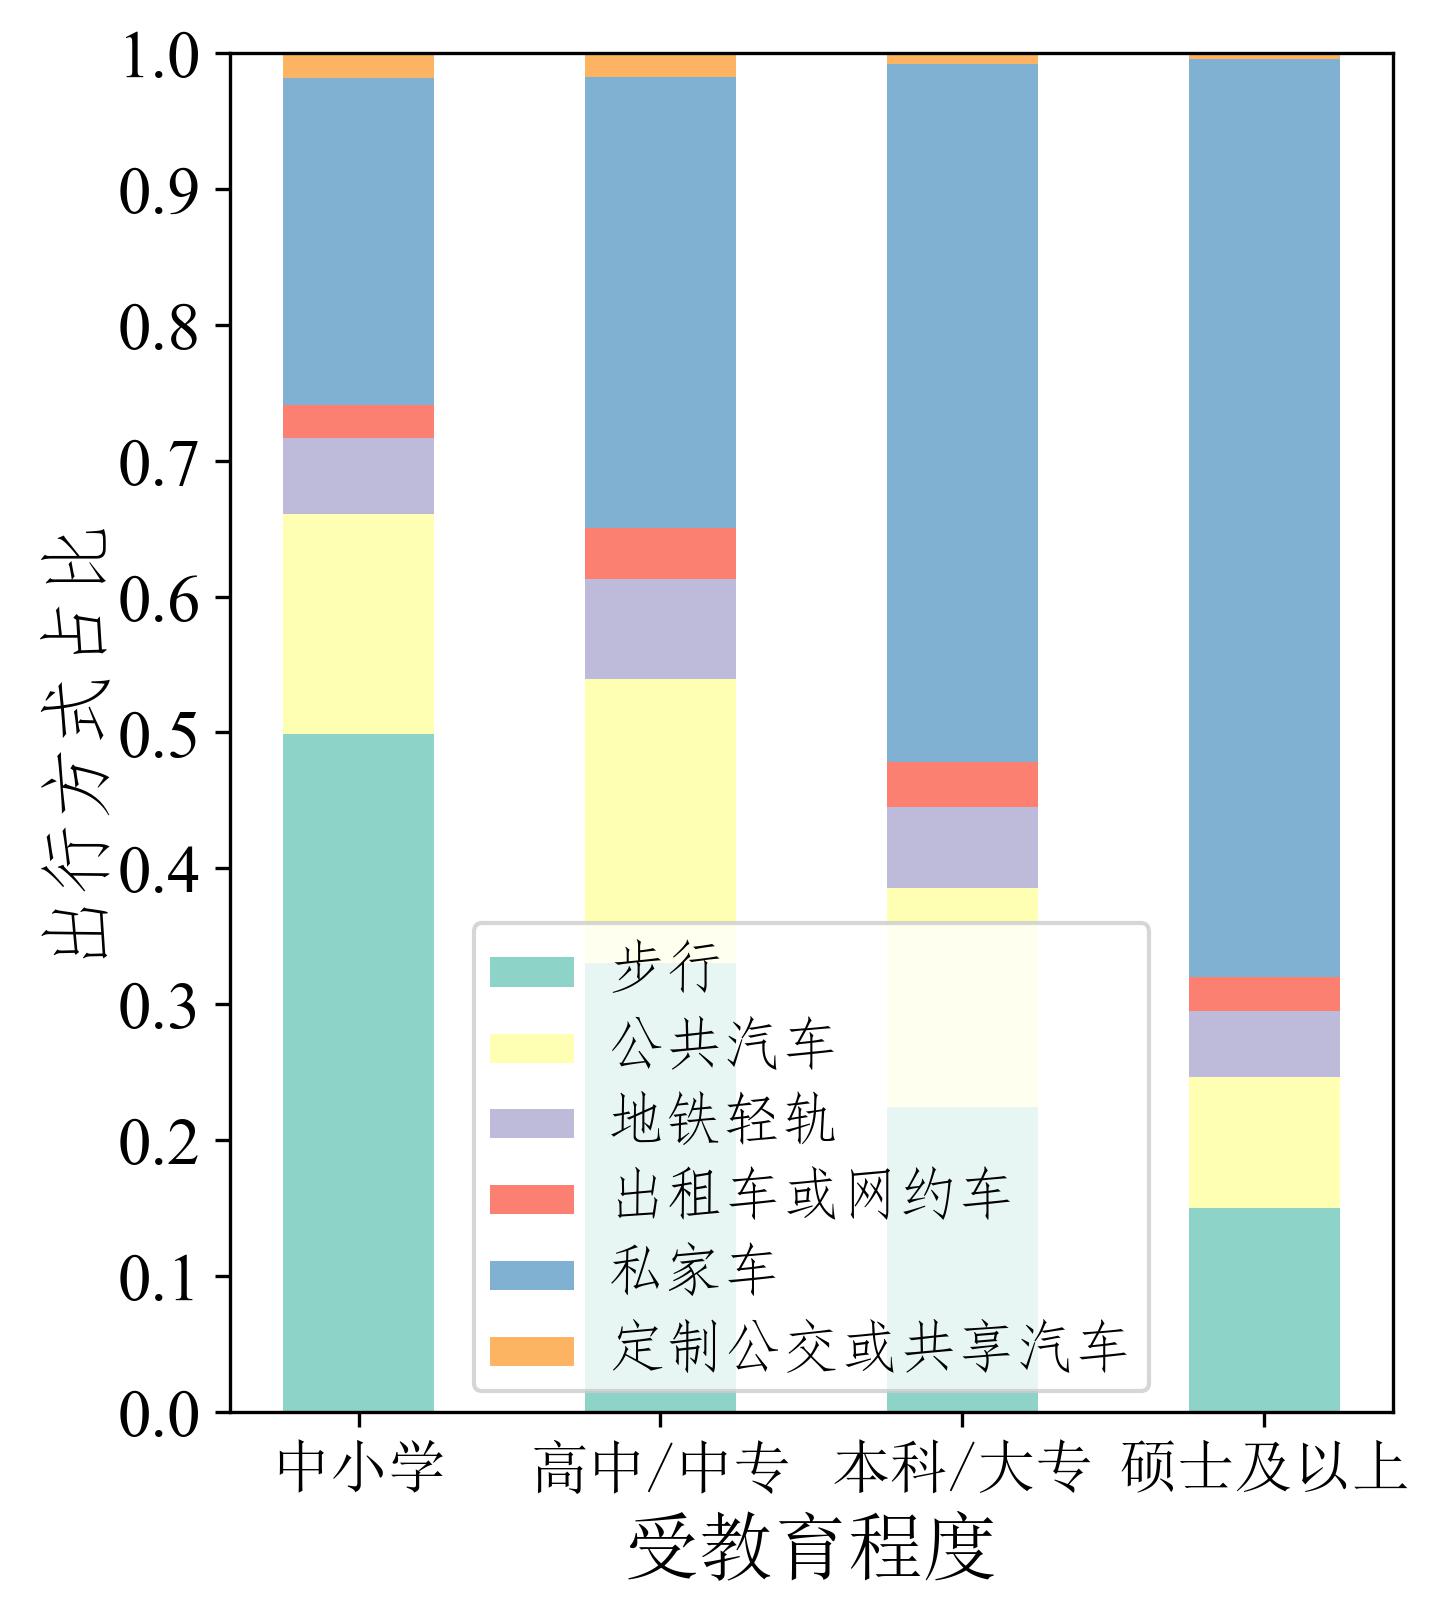 出行方式占比
1.0
0.9
0.8
0.7
0.6
0.5
0.4
0.3
0.2
0.1
0.0
步行
公共汽车
地铁轻轨
出租车或网约车
私家车
定制公交或共享汽车
中小学 高中/中专 本科/大专 硕士及以上
受教育程度